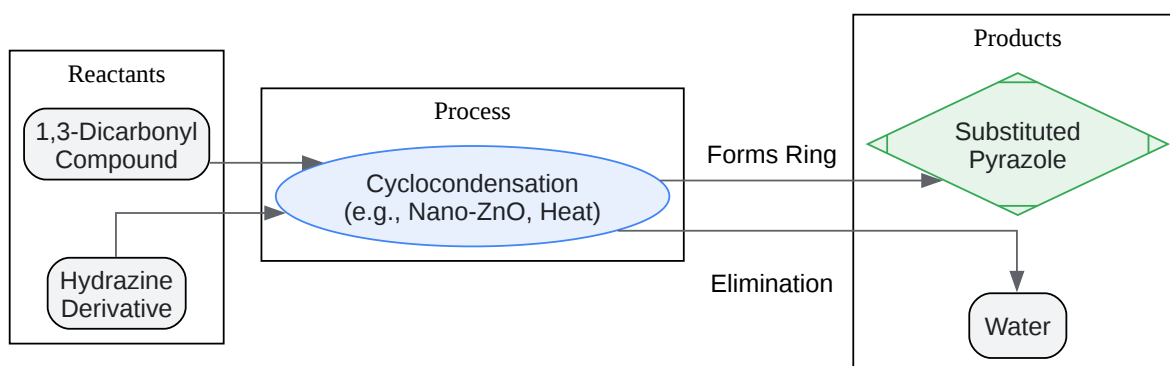 Reactants
1,3-Dicarbonyl
Compound
Hydrazine
Derivative
Process
Cyclocondensation
(e.g., Nano-ZnO, Heat)
Forms Ring
Elimination
Products
Substituted
Pyrazole
Water